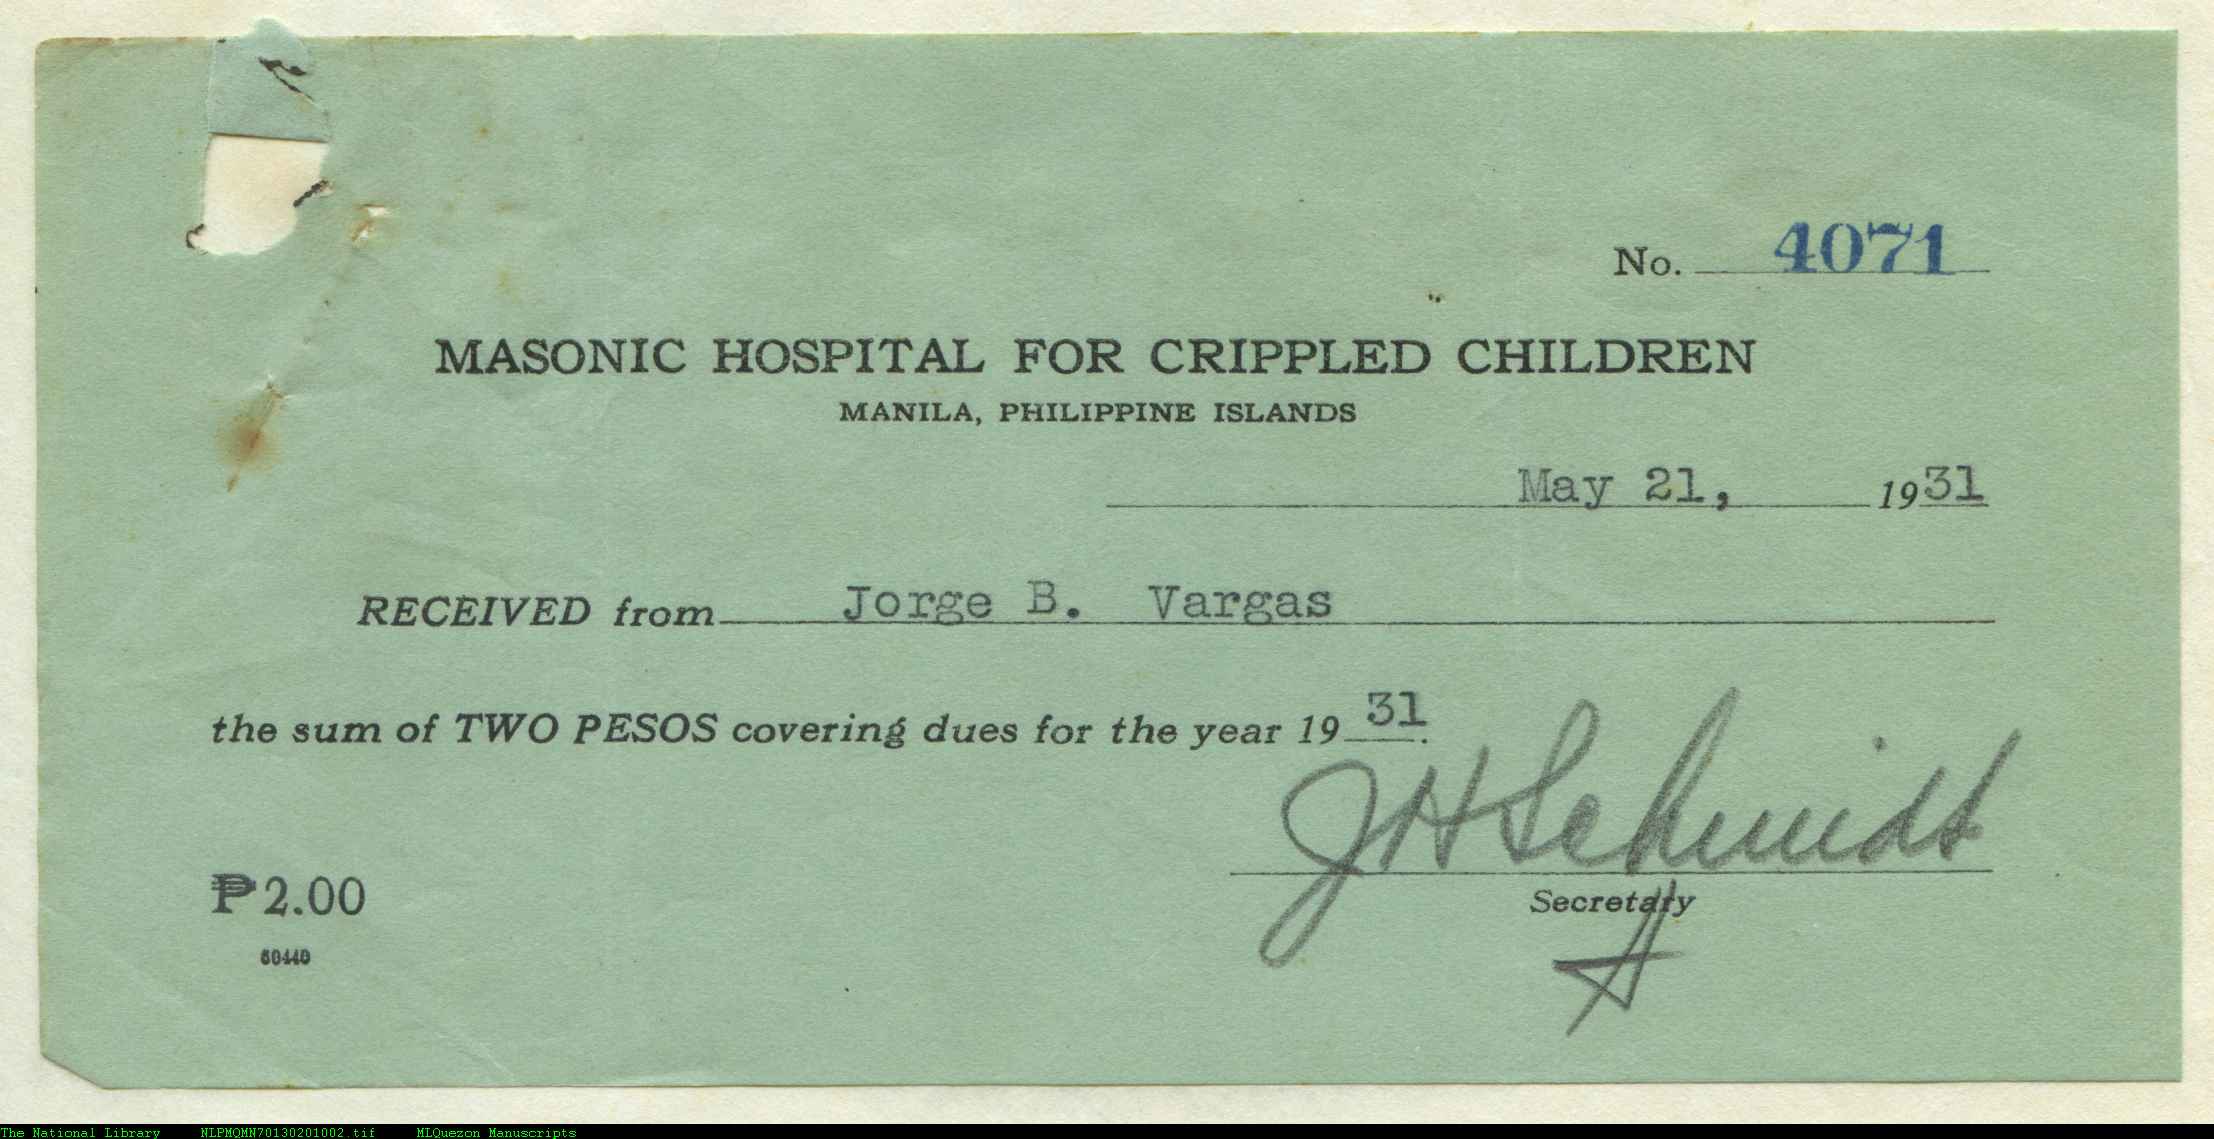 No. 4071
MASONIC HOSPITAL FOR CRIPPLED CHILDREN
MANILA, PHILIPPINE ISLANDS
May 21, 1931
RECEIVED from Jorge B. Vargas
the sum of TWO PESOS covering dues for the year 1931.
J H Schmidt
Secretary
₱2.00
60440
The National Library NLPMQMN70130201002.tif MLQuezon Manuscripts